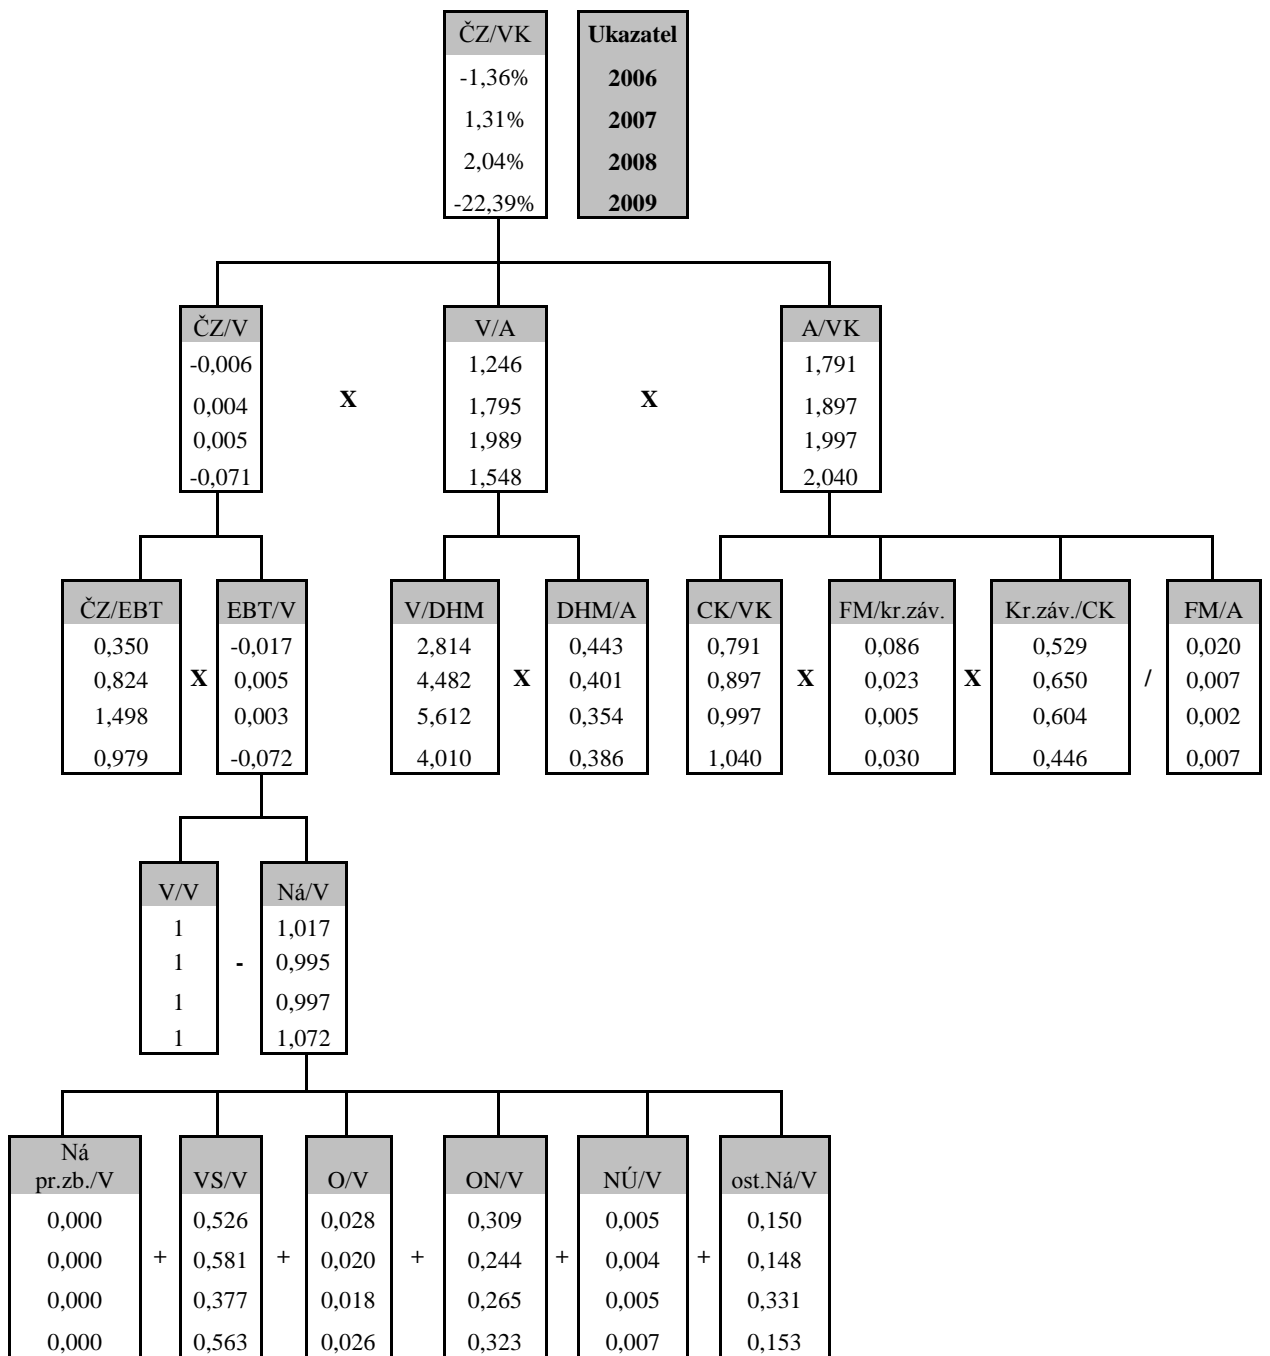 ČZ/VK Ukazatel
-1,36% 2006
1,31% 2007
2,04% 2008
-22,39% 2009
ČZ/V V/A A/VK
-0,006 1,246 1,791
X X
0,004 1,795 1,897
0,005 1,989 1,997
-0,071 1,548 2,040
ČZ/EBT EBT/V V/DHM DHM/A CK/VK FM/kr.záv. Kr.záv./CK FM/A
0,350 -0,017 2,814 0,443 0,791 0,086 0,529 0,020
0,824 X 0,005 4,482 X 0,401 0,897 X 0,023 X 0,650 / 0,007
1,498 0,003 5,612 0,354 0,997 0,005 0,604 0,002
0,979 -0,072 4,010 0,386 1,040 0,030 0,446 0,007
V/V Ná/V
1 1,017
1 - 0,995
1 0,997
1 1,072
Ná
pr.zb./V VS/V O/V ON/V NÚ/V ost.Ná/V
0,000 0,526 0,028 0,309 0,005 0,150
0,000 + 0,581 + 0,020 + 0,244 + 0,004 + 0,148
0,000 0,377 0,018 0,265 0,005 0,331
0,000 0,563 0,026 0,323 0,007 0,153